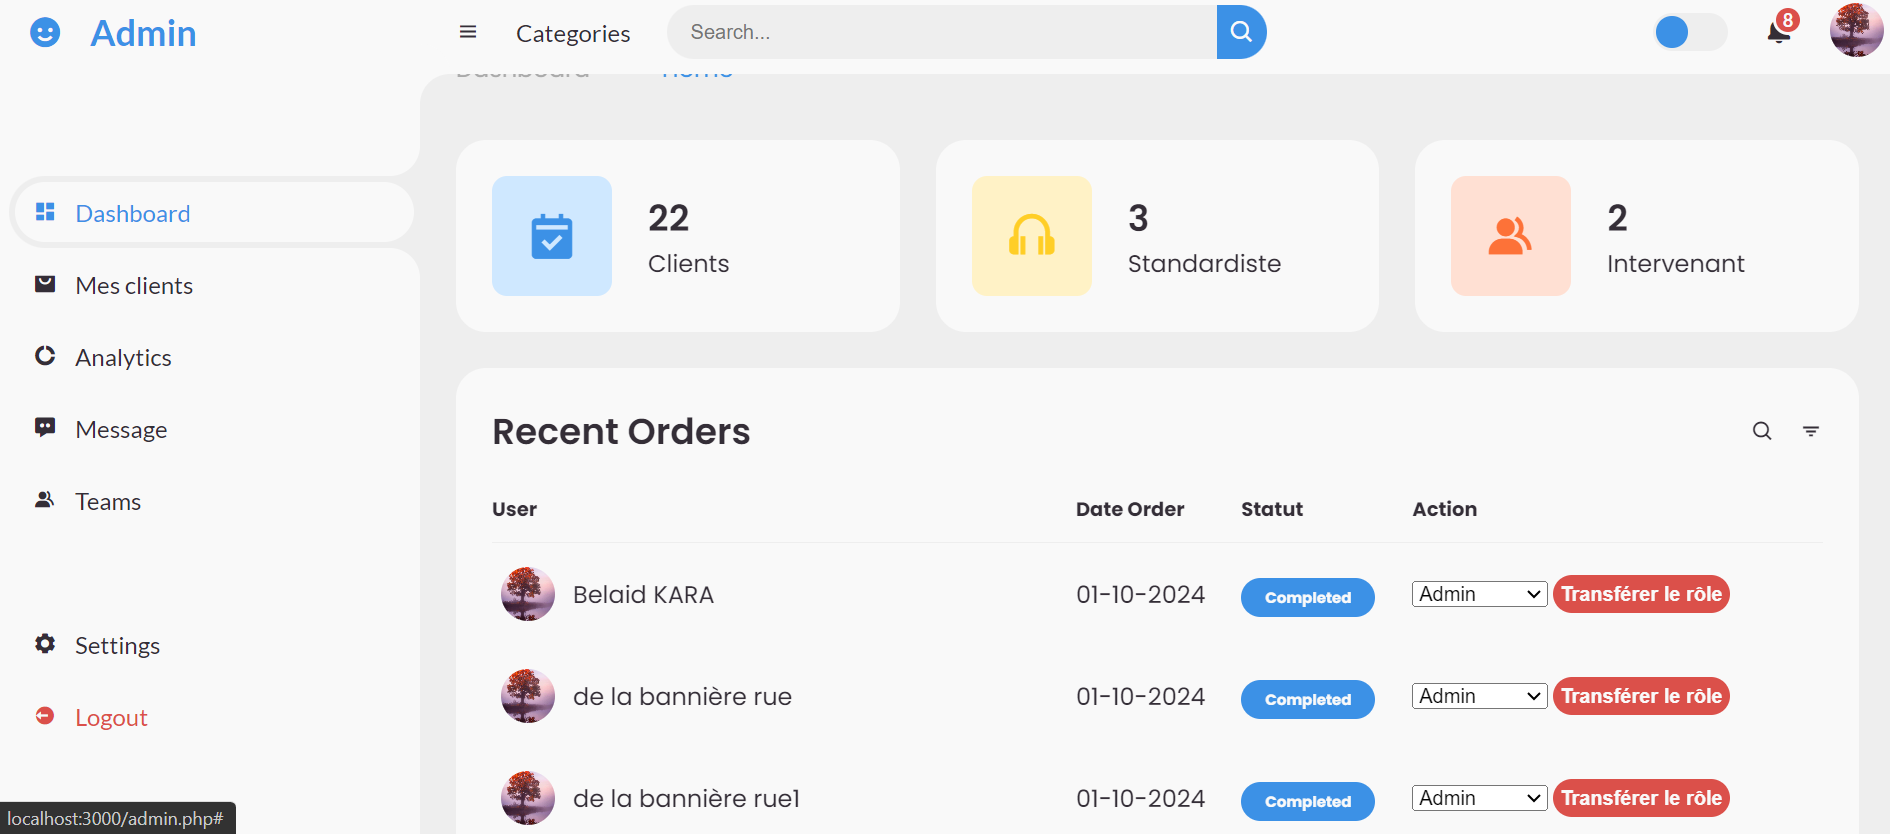 Admin
Categories
Search...
8
Dashboard
Home
Dashboard
Mes clients
Analytics
Message
Teams
Settings
Logout
22
Clients
3
Standardiste
2
Intervenant
Recent Orders
User Date Order Statut Action
Belaid KARA 01-10-2024 Completed Admin Transférer le rôle
de la bannière rue 01-10-2024 Completed Admin Transférer le rôle
de la bannière rue1 01-10-2024 Completed Admin Transférer le rôle
localhost:3000/admin.php#